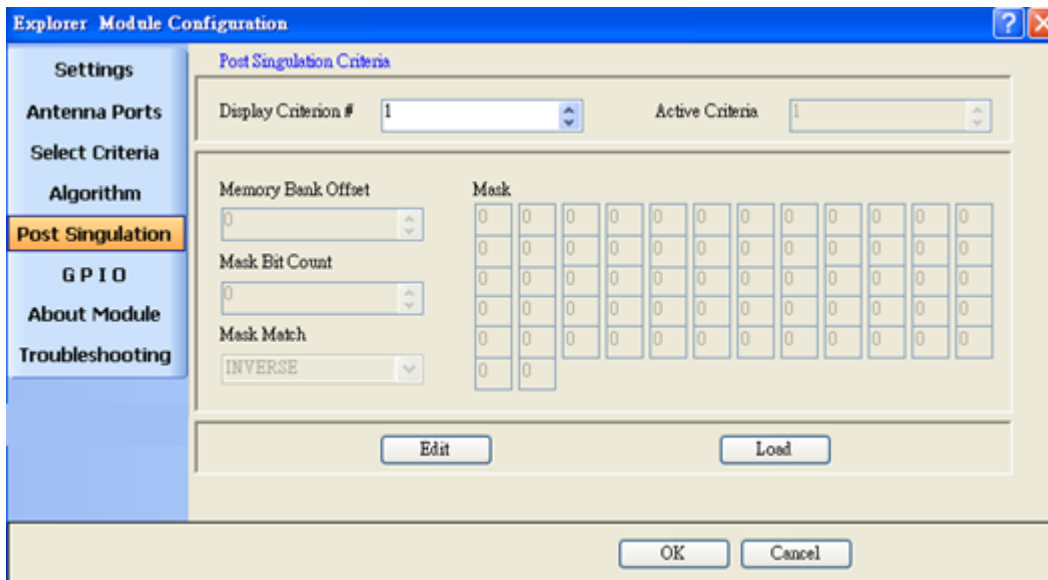 Explorer Module Configuration
Settings
Antenna Ports
Select Criteria
Algorithm
Post Singulation
G P I O
About Module
Troubleshooting
Post Singulation Criteria
Display Criterion # 1 Active Criteria 1
Memory Bank Offset
0
Mask Bit Count
0
Mask Match
INVERSE
Mask
0 0 0 0 0 0 0 0 0 0 0 0
0 0 0 0 0 0 0 0 0 0 0 0
0 0 0 0 0 0 0 0 0 0 0 0
0 0 0 0 0 0 0 0 0 0 0 0
0 0 0 0 0 0 0 0 0 0 0 0
0 0
Edit Load
OK Cancel